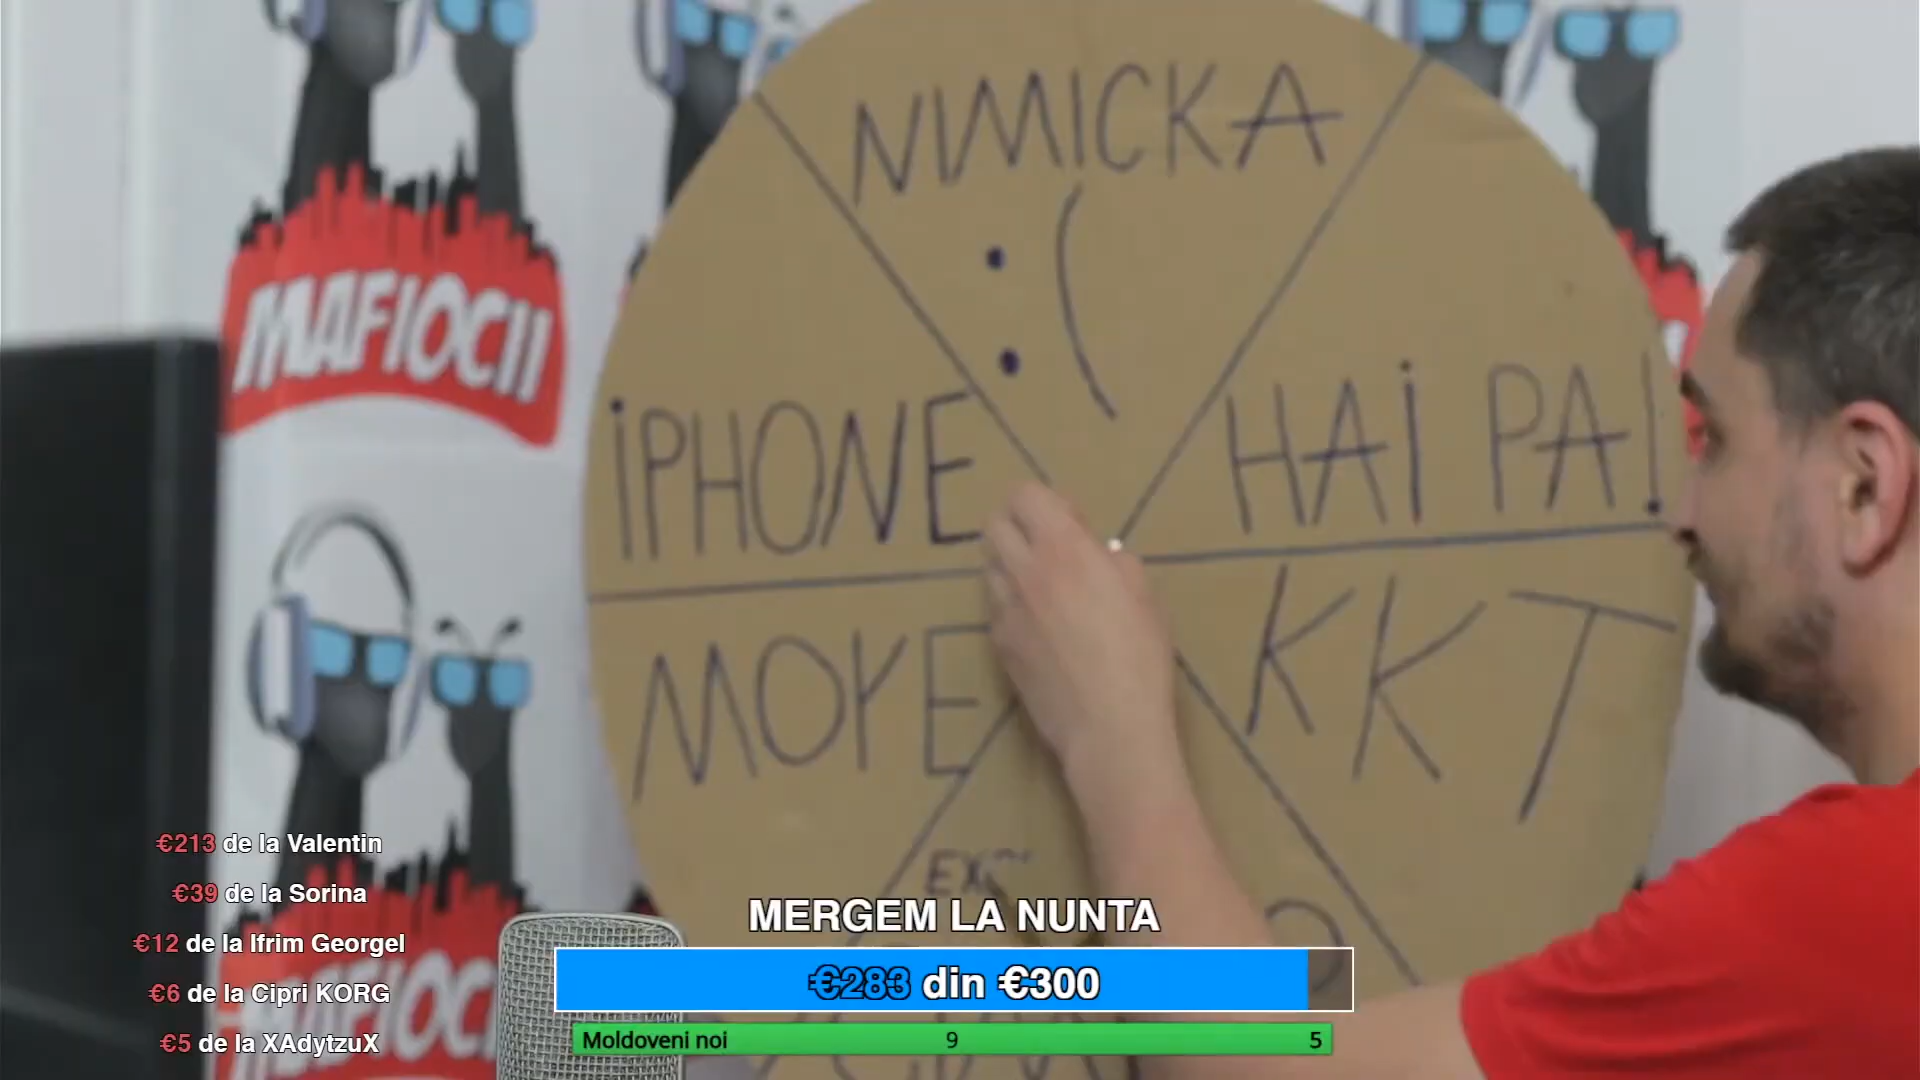 NIMICKA
: (
IPHONE
HAI PA!
MOYE
KKT
MAFIOCII
MAFIOCII
€213 de la Valentin
€39 de la Sorina
€12 de la Ifrim Georgel
€6 de la Cipri KORG
€5 de la XAdytzuX
MERGEM LA NUNTA
€283 din €300
Moldoveni noi 9 5